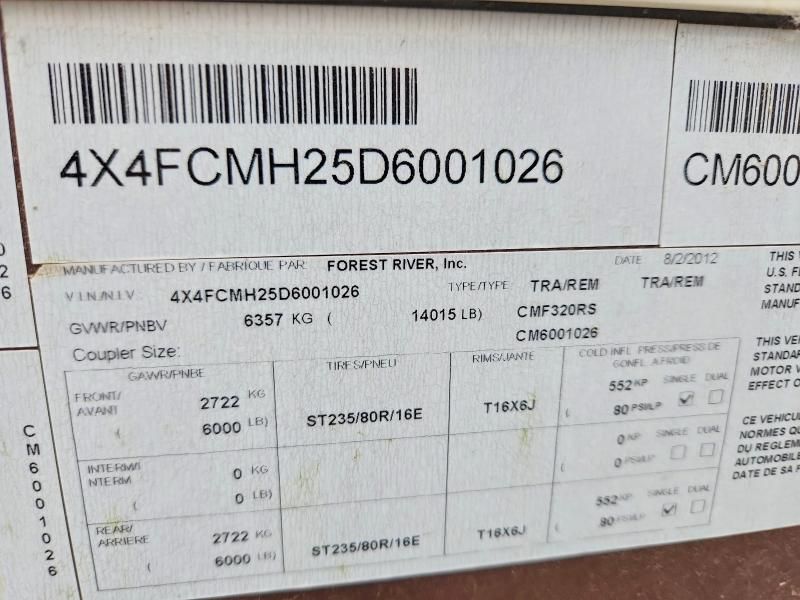 4X4FCMH25D6001026
CM600
MANUFACTURED BY / FABRIQUE PAR: FOREST RIVER, Inc. DATE 8/2/2012
V.I.N./N.I.V.: 4X4FCMH25D6001026 TYPE/TYPE TRA/REM TRA/REM
GVWR/PNBV 6357 KG ( 14015 LB) CMF320RS
CM6001026
Coupler Size:
GAWR/PNBE TIRES/PNEU RIMS/JANTE COLD INFL. PRESS/PRESS DE
GONFL. A FROID
FRONT/
AVANT
2722 KG
( 6000 LB)
ST235/80R/16E
T16X6J
552 KP SINGLE DUAL
( 80 PSI/LP
INTERM/I
NTERM
0 KG
( 0 LB)
0 KP SINGLE DUAL
( 0 PSI/LP
REAR/
ARRIERE
2722 KG
( 6000 LB)
ST235/80R/16E
T16X6J
552 KP SINGLE DUAL
( 80 PSI/LP
THIS V
U.S. F
STAND
MANUF
THIS VE
STANDA
MOTOR V
EFFECT O
CE VEHICU
NORMES QU
DU REGLEM
AUTOMOBILE
DATE DE SA F
CM6001026
0
2
6